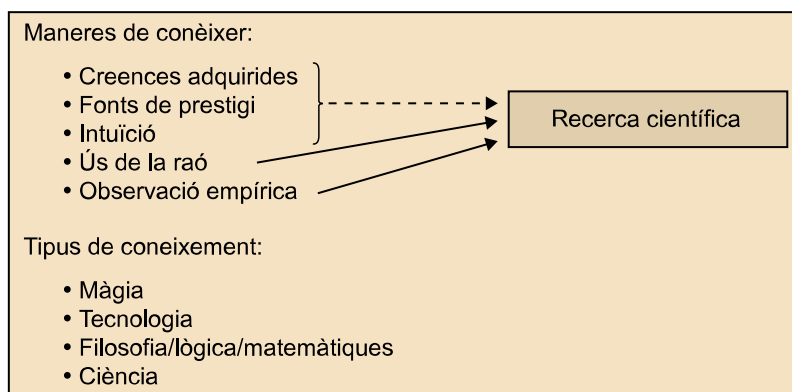 Maneres de conèixer:
• Creences adquirides
• Fonts de prestigi
• Intuïció
• Ús de la raó
• Observació empírica
Recerca científica
Tipus de coneixement:
• Màgia
• Tecnologia
• Filosofia/lògica/matemàtiques
• Ciència